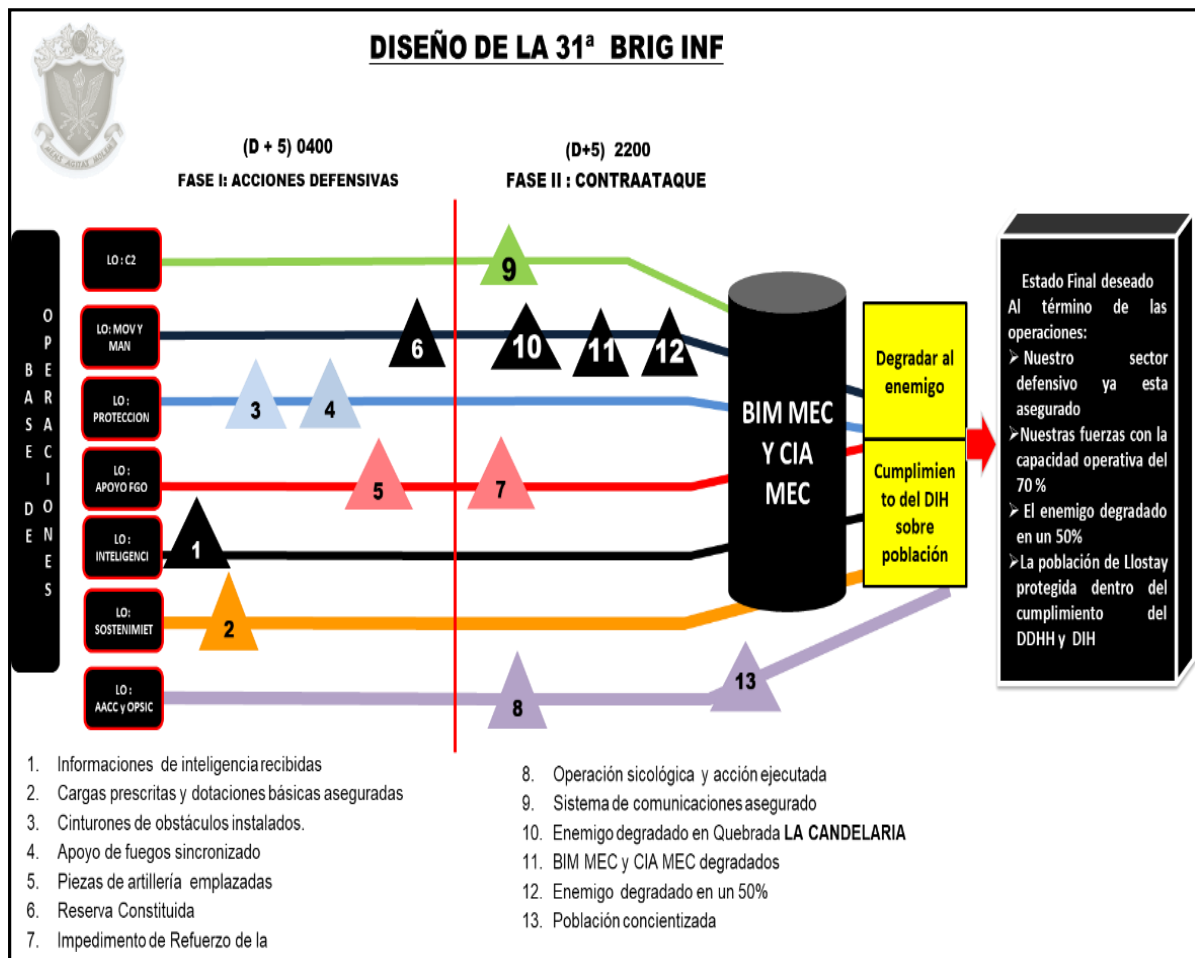 DISEÑO DE LA 31ª BRIG INF
MENS AGITAT MOLEM
(D + 5) 0400
FASE I: ACCIONES DEFENSIVAS
(D+5) 2200
FASE II : CONTRAATAQUE
BASE DE
OPERACIONES
LO : C2
9
LO: MOV Y
MAN
6
10
11
12
LO :
PROTECCION
3
4
LO :
APOYO FGO
5
7
LO :
INTELIGENCI
1
LO:
SOSTENIMIET
2
LO :
AACC y OPSIC
8
13
BIM MEC
Y CIA
MEC
Degradar al
enemigo
Cumplimien
to del DIH
sobre
población
Estado Final deseado
Al término de las
operaciones:
➢ Nuestro sector
defensivo ya esta
asegurado
➢Nuestras fuerzas con la
capacidad operativa del
70 %
➢ El enemigo degradado
en un 50%
➢La población de Llostay
protegida dentro del
cumplimiento del
DDHH y DIH
1. Informaciones de inteligencia recibidas
2. Cargas prescritas y dotaciones básicas aseguradas
3. Cinturones de obstáculos instalados.
4. Apoyo de fuegos sincronizado
5. Piezas de artillería emplazadas
6. Reserva Constituida
7. Impedimento de Refuerzo de la
8. Operación sicológica y acción ejecutada
9. Sistema de comunicaciones asegurado
10. Enemigo degradado en Quebrada LA CANDELARIA
11. BIM MEC y CIA MEC degradados
12. Enemigo degradado en un 50%
13. Población concientizada